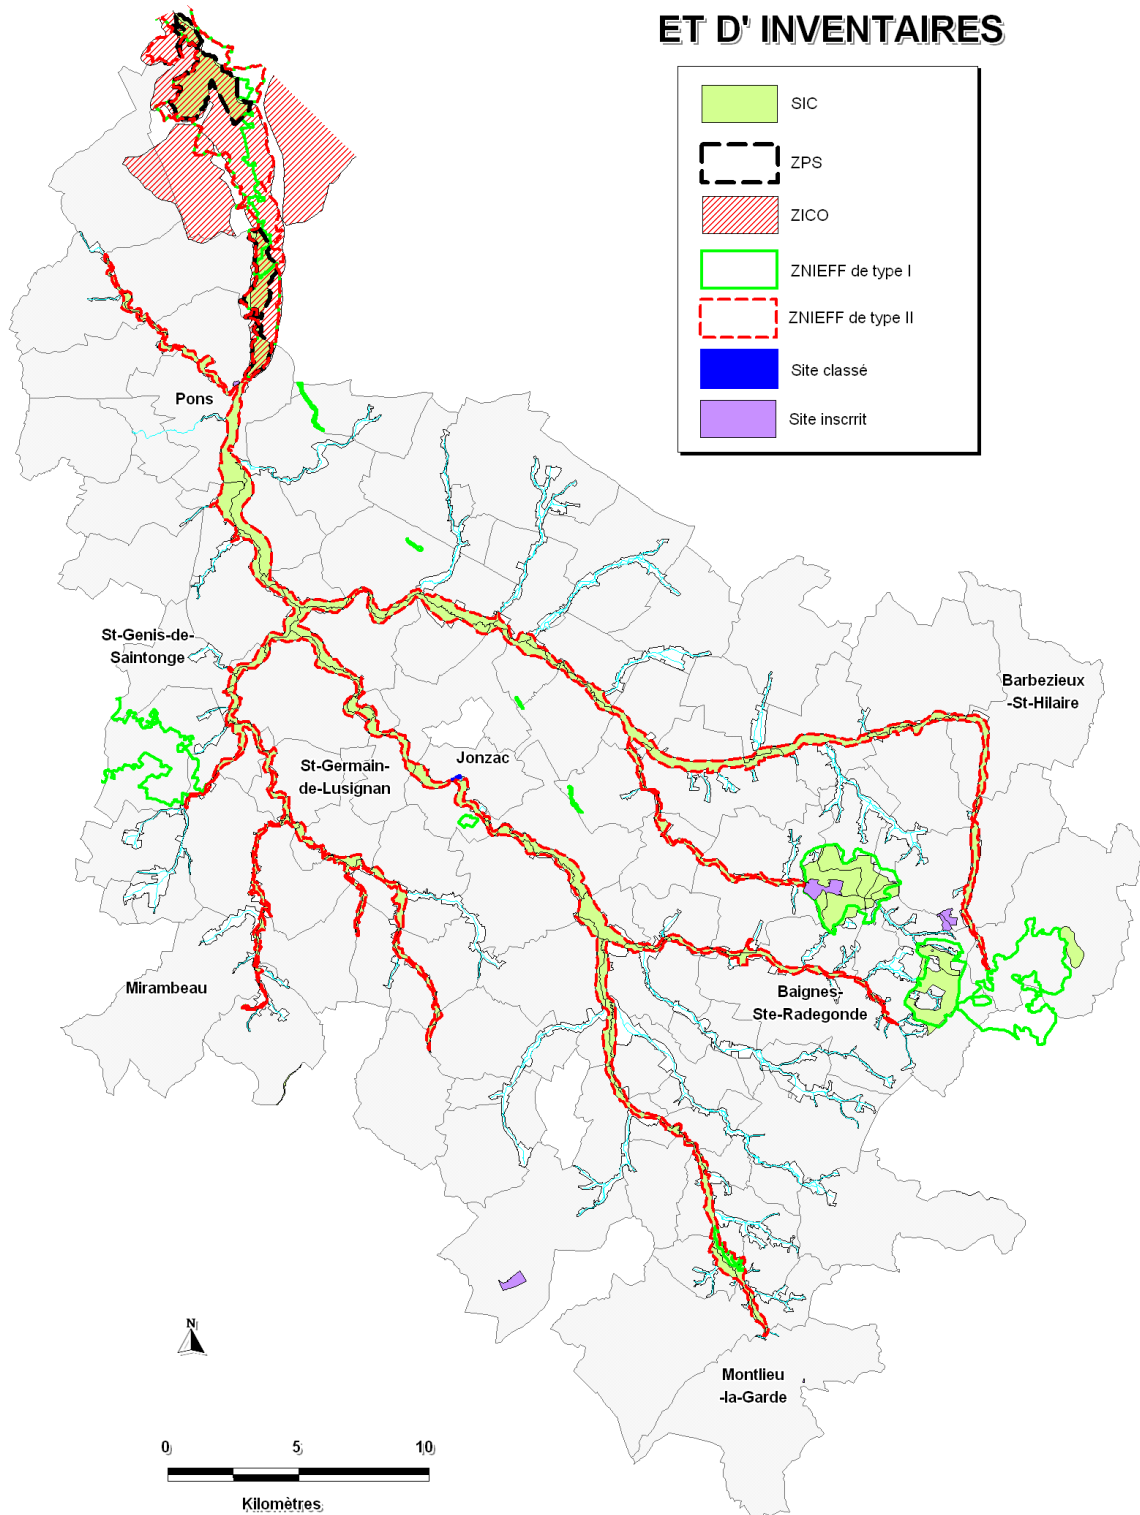 ET D' INVENTAIRES
SIC
ZPS
ZICO
ZNIEFF de type I
ZNIEFF de type II
Site classé
Site inscrrit
Pons
St-Genis-de-
Saintonge
Barbezieux
-St-Hilaire
Jonzac
St-Germain-
de-Lusignan
Mirambeau
Baignes-
Ste-Radegonde
Montlieu
-la-Garde
N
0 5 10
Kilomètres